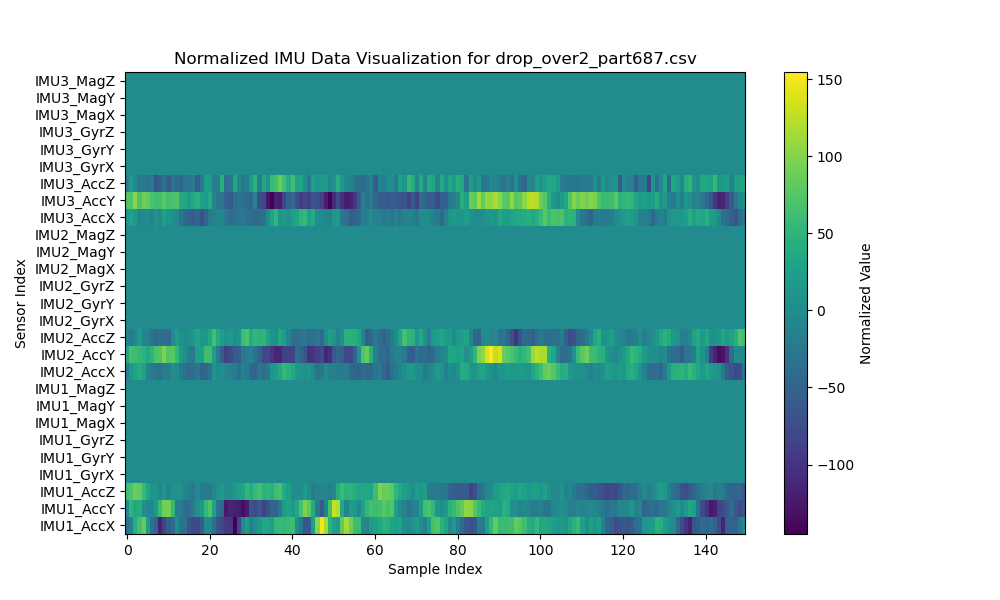 Normalized IMU Data Visualization for drop_over2_part687.csv
IMU3_MagZ
IMU3_MagY
IMU3_MagX
IMU3_GyrZ
IMU3_GyrY
IMU3_GyrX
IMU3_AccZ
IMU3_AccY
IMU3_AccX
IMU2_MagZ
IMU2_MagY
IMU2_MagX
IMU2_GyrZ
IMU2_GyrY
IMU2_GyrX
IMU2_AccZ
IMU2_AccY
IMU2_AccX
IMU1_MagZ
IMU1_MagY
IMU1_MagX
IMU1_GyrZ
IMU1_GyrY
IMU1_GyrX
IMU1_AccZ
IMU1_AccY
IMU1_AccX
Sensor Index
0 20 40 60 80 100 120 140
Sample Index
150
100
50
0
−50
−100
Normalized Value